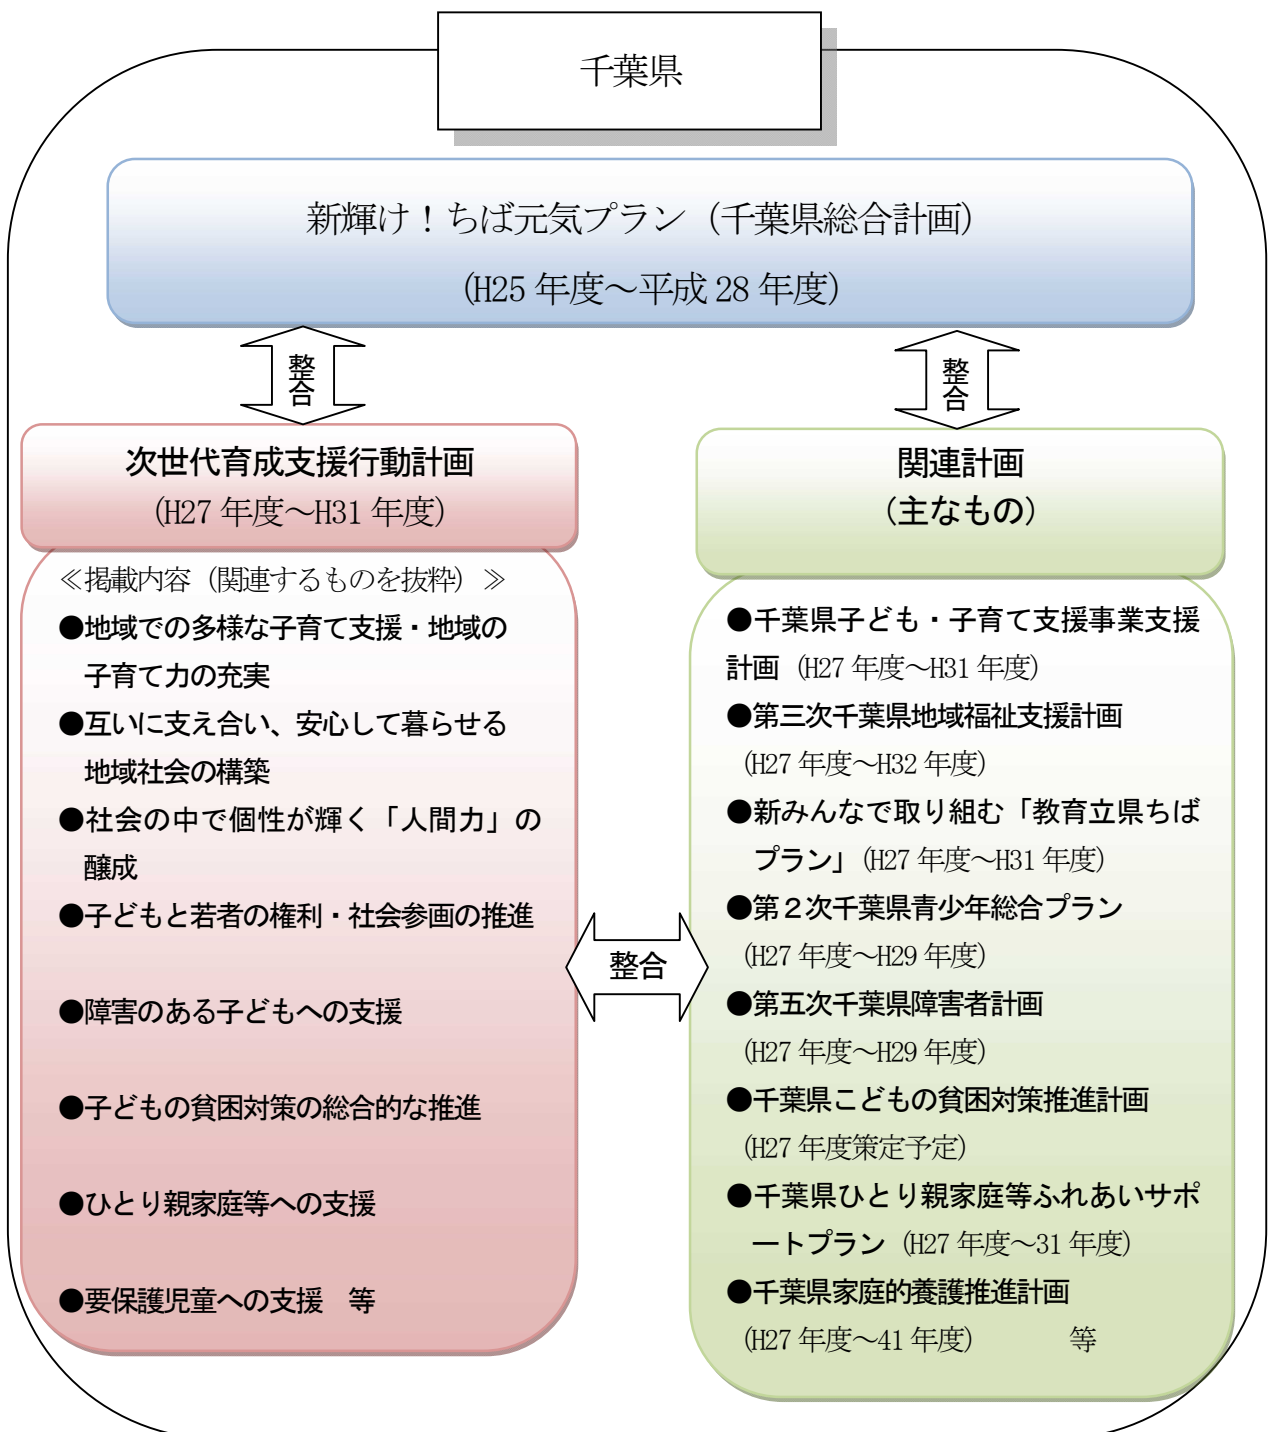 千葉県
新輝け！ちば元気プラン（千葉県総合計画）
（H25 年度～平成 28 年度）
整合
整合
次世代育成支援行動計画
（H27 年度～H31 年度）
≪掲載内容（関連するものを抜粋）≫
●地域での多様な子育て支援・地域の
子育て力の充実
●互いに支え合い、安心して暮らせる
地域社会の構築
●社会の中で個性が輝く「人間力」の
醸成
●子どもと若者の権利・社会参画の推進
●障害のある子どもへの支援
●子どもの貧困対策の総合的な推進
●ひとり親家庭等への支援
●要保護児童への支援　等
整合
関連計画
（主なもの）
●千葉県子ども・子育て支援事業支援
計画（H27 年度～H31 年度）
●第三次千葉県地域福祉支援計画
（H27 年度～H32 年度）
●新みんなで取り組む「教育立県ちば
プラン」（H27 年度～H31 年度）
●第２次千葉県青少年総合プラン
（H27 年度～H29 年度）
●第五次千葉県障害者計画
（H27 年度～H29 年度）
●千葉県こどもの貧困対策推進計画
（H27 年度策定予定）
●千葉県ひとり親家庭等ふれあいサポ
ートプラン（H27 年度～31 年度）
●千葉県家庭的養護推進計画
（H27 年度～41 年度）　　　等